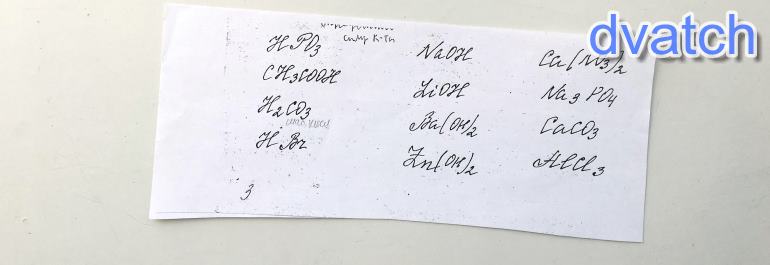 dvatch
HPO3
CH3COOH
H2CO3
HBr
3
NaOH
LiOH
Ba(OH)2
Zn(OH)2
Ca(NO3)2
Na3PO4
CaCO3
AlCl3